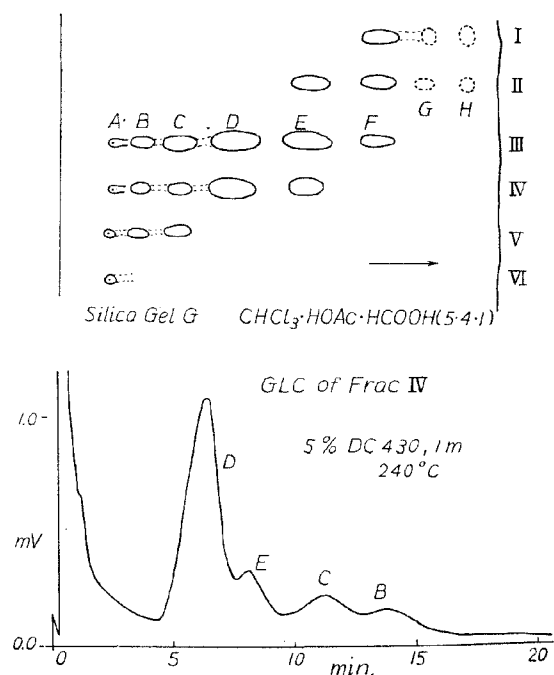 I
II
G H
A· B C D E F
III
IV
V
VI
Silica Gel G CHCl₃·HOAc·HCOOH(5·4·1)
GLC of Frac IV
1.0
5% DC 430, 1m
240°C
D
mV
E
C
B
0.0
0 5 10 15 20
min.